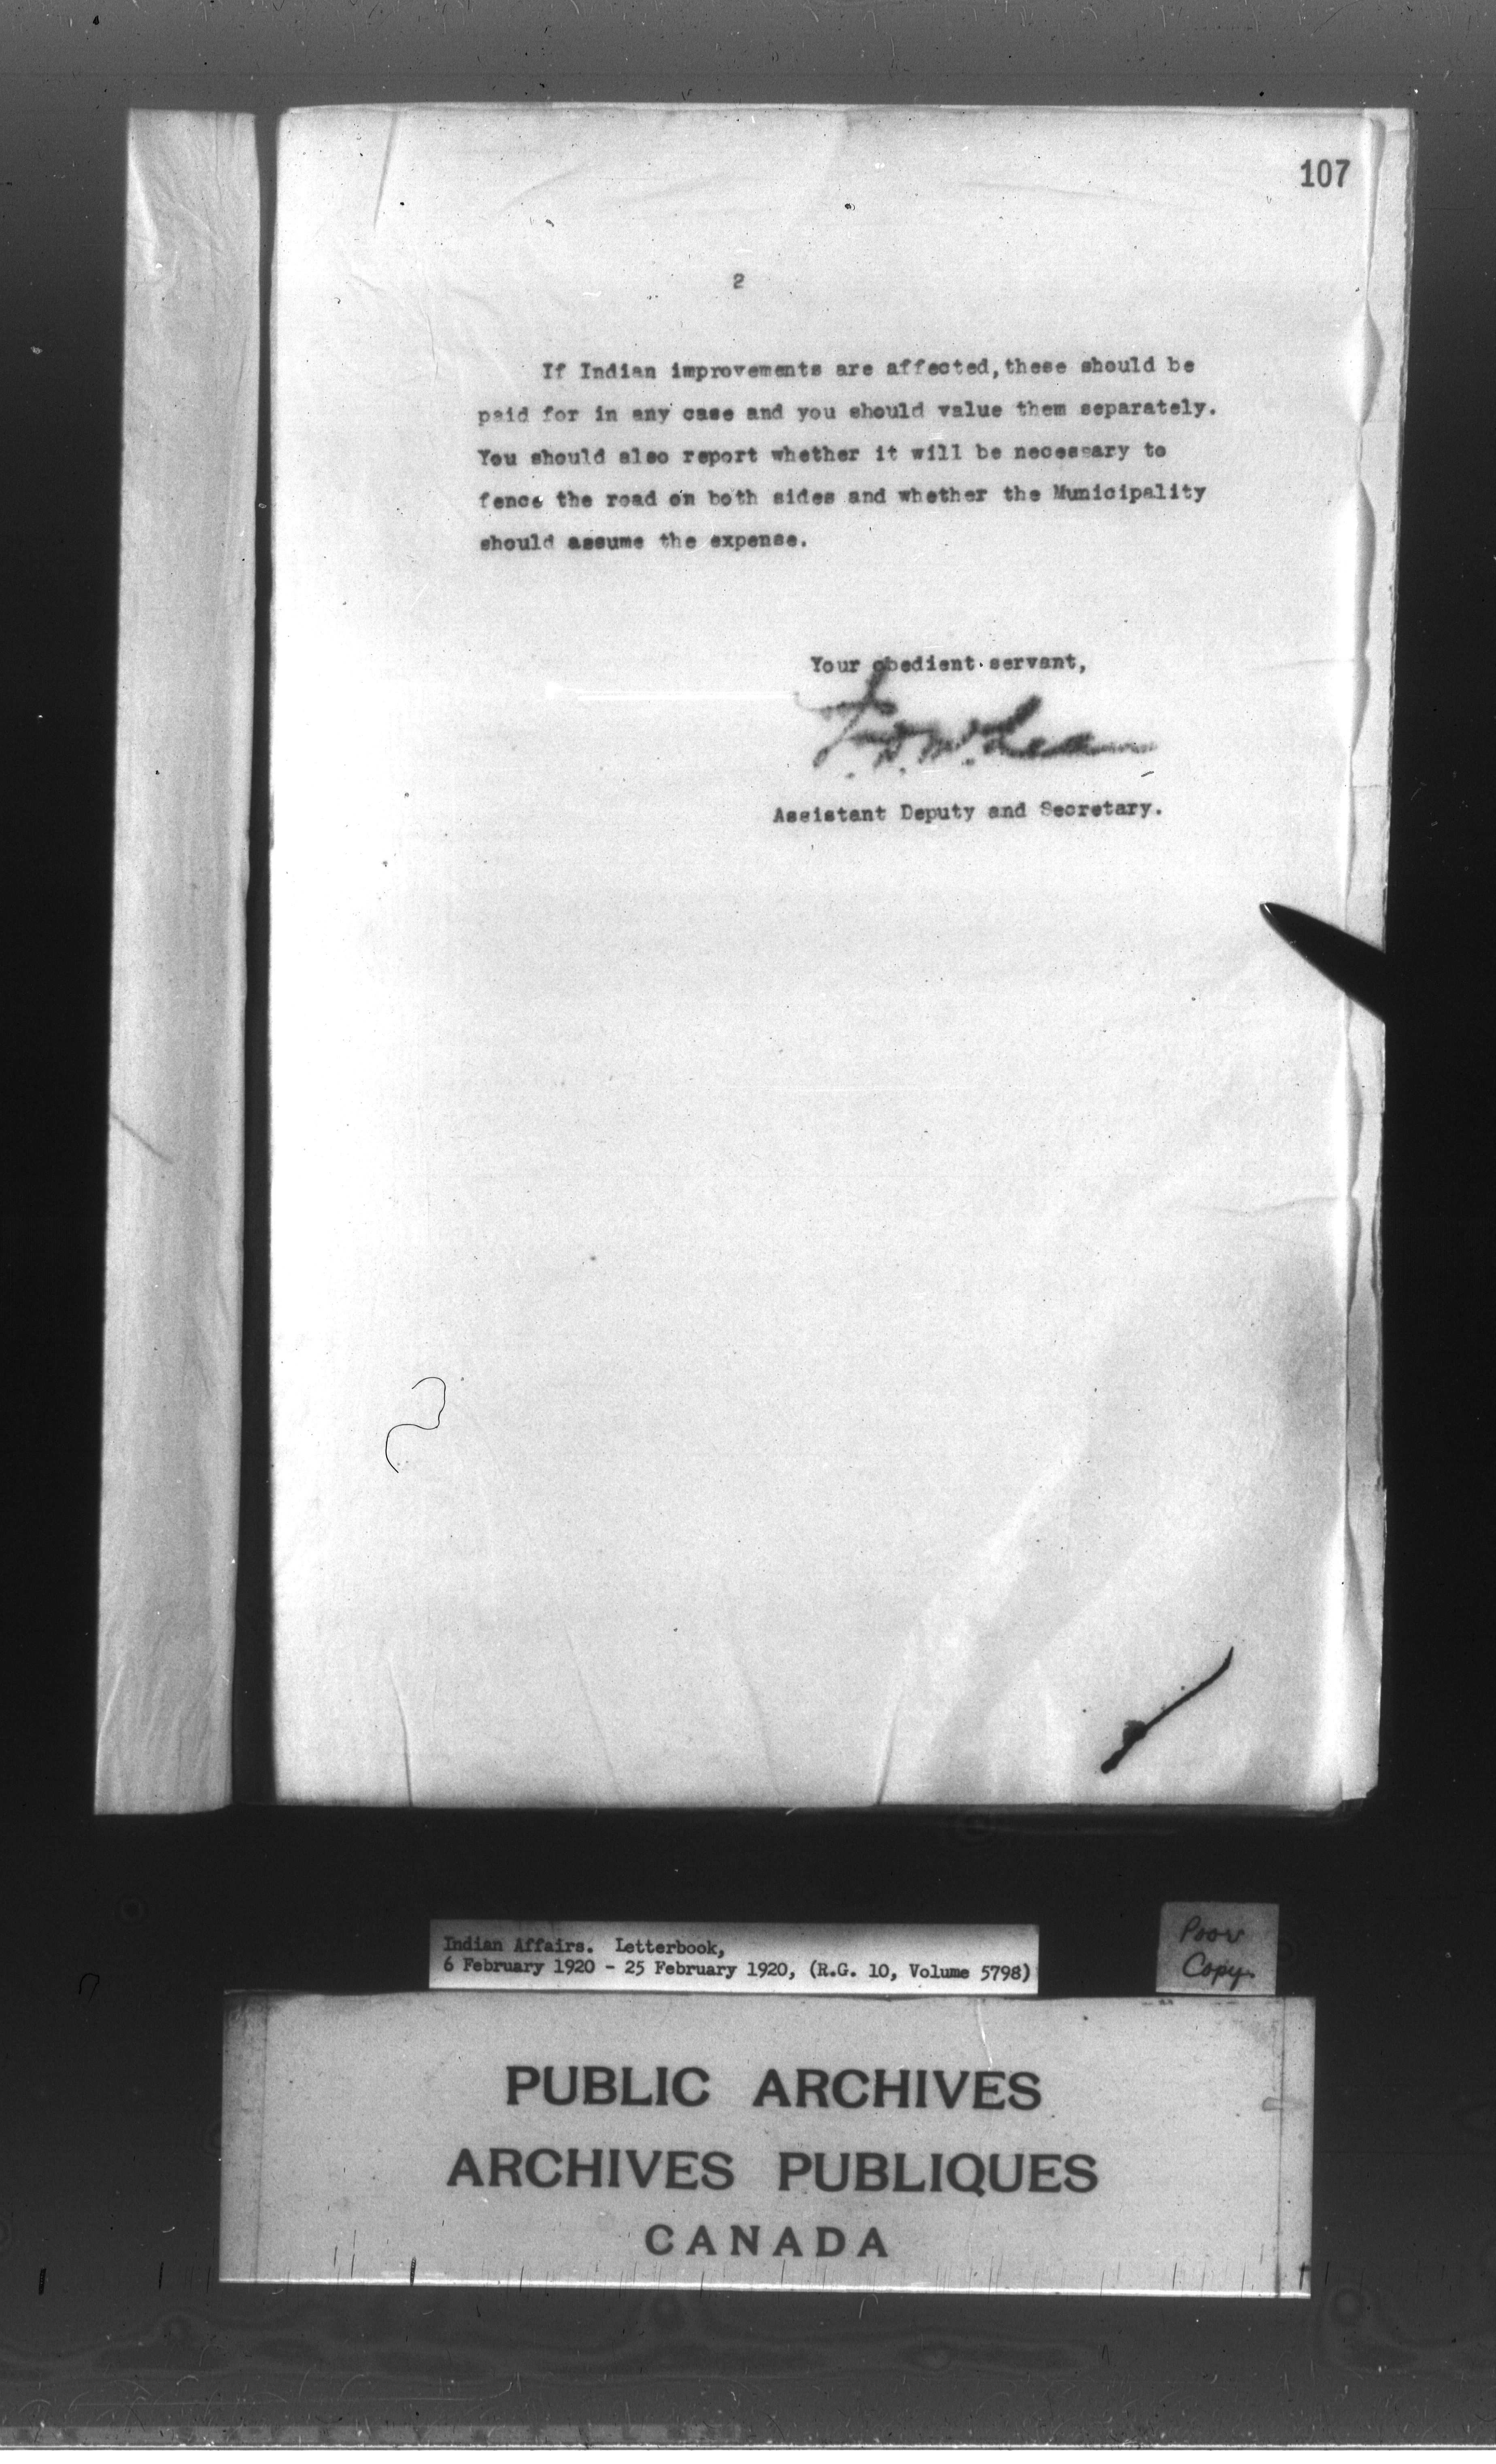 107
2
If Indian improvements are affected, these should be
paid for in any case and you should value them separately.
You should also report whether it will be necessary to
fence the road on both sides and whether the Municipality
should assume the expense.
Your obedient servant,
Assistant Deputy and Secretary.
Indian Affairs. Letterbook,
6 February 1920 - 25 February 1920, (R.G. 10, Volume 5798)
Poor
Copy
PUBLIC ARCHIVES
ARCHIVES PUBLIQUES
CANADA